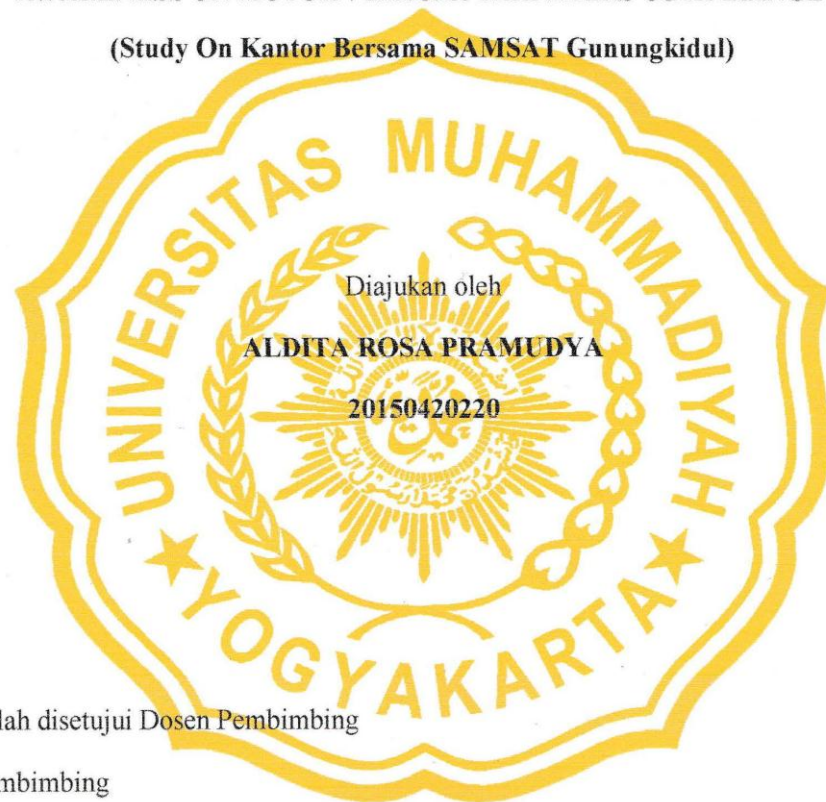 (Study On Kantor Bersama SAMSAT Gunungkidul)
UNIVERSITAS MUHAMMADIYAH
Diajukan oleh
ALDITA ROSA PRAMUDYA
20150420220
★ YOGYAKARTA ★
lah disetujui Dosen Pembimbing
mbimbing